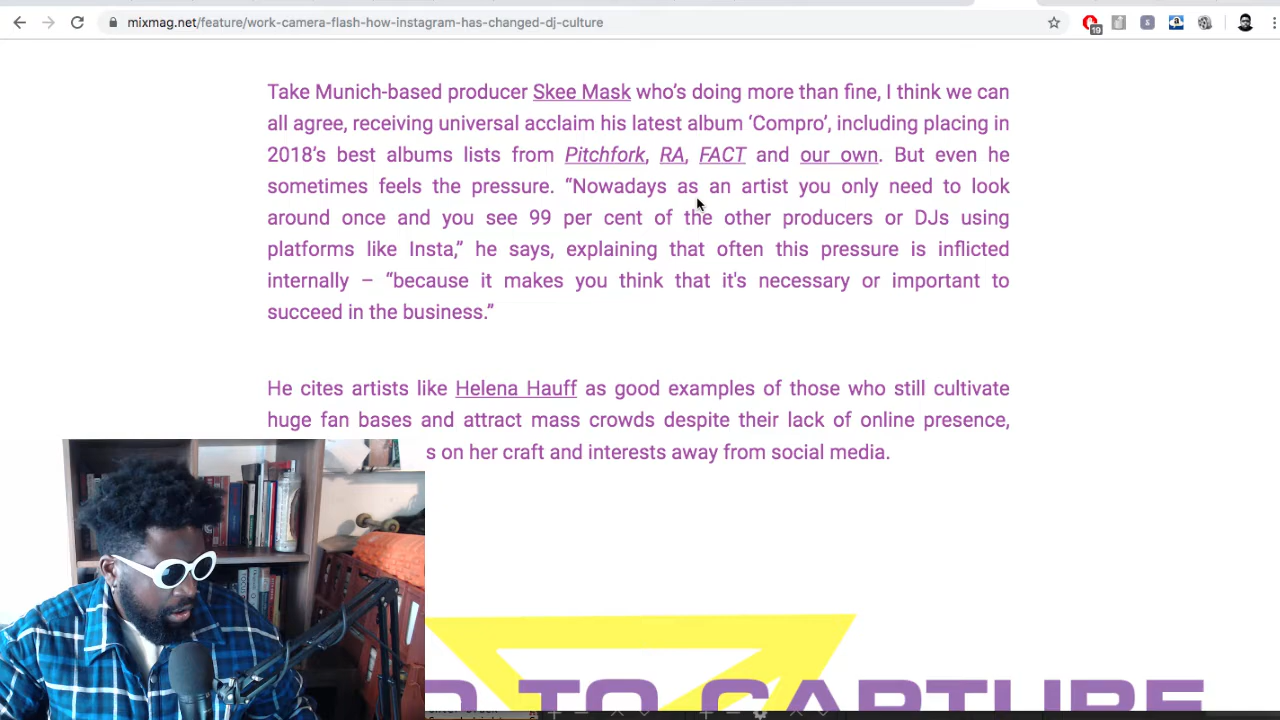 mixmag.net/feature/work-camera-flash-how-instagram-has-changed-dj-culture
19
Take Munich-based producer Skee Mask who's doing more than fine, I think we can
all agree, receiving universal acclaim his latest album ‘Compro’, including placing in
2018's best albums lists from Pitchfork, RA, FACT and our own. But even he
sometimes feels the pressure. “Nowadays as an artist you only need to look
around once and you see 99 per cent of the other producers or DJs using
platforms like Insta,” he says, explaining that often this pressure is inflicted
internally – “because it makes you think that it's necessary or important to
succeed in the business.”
He cites artists like Helena Hauff as good examples of those who still cultivate
huge fan bases and attract mass crowds despite their lack of online presence,
s on her craft and interests away from social media.
TO CAPTURE